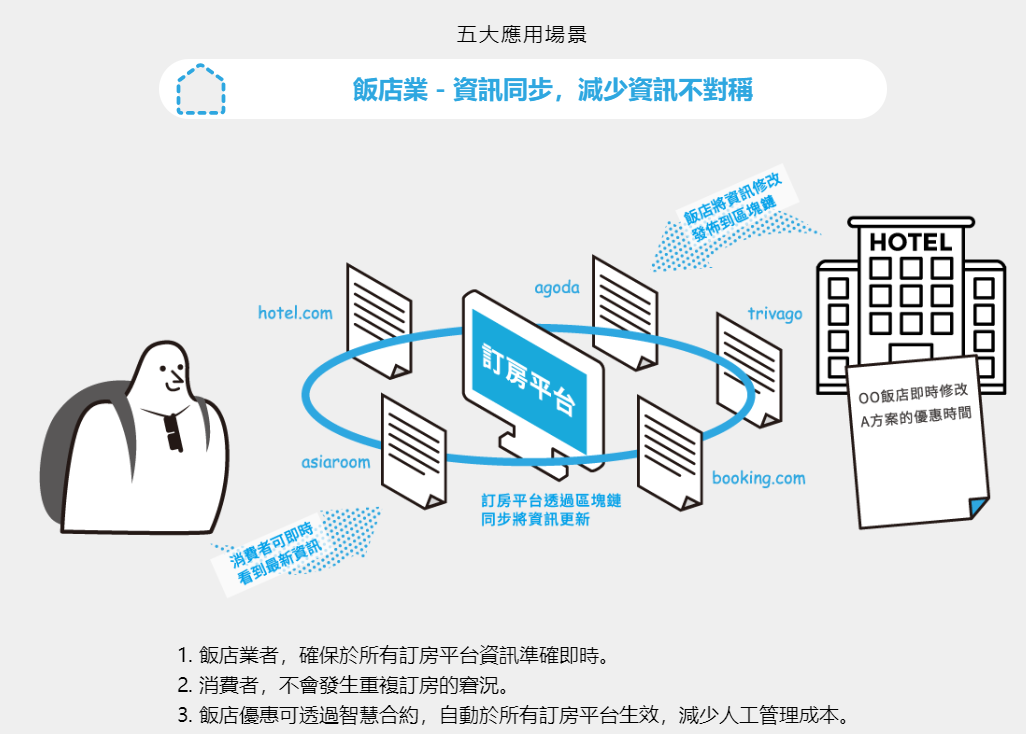 五大應用場景
飯店業 - 資訊同步，減少資訊不對稱
飯店將資訊修改
發佈到區塊鏈
HOTEL
agoda
hotel.com
trivago
訂房平台
OO飯店即時修改
A方案的優惠時間
asiaroom
booking.com
訂房平台透過區塊鏈
同步將資訊更新
消費者可即時
看到最新資訊
1. 飯店業者，確保於所有訂房平台資訊準確即時。
2. 消費者，不會發生重複訂房的窘況。
3. 飯店優惠可透過智慧合約，自動於所有訂房平台生效，減少人工管理成本。